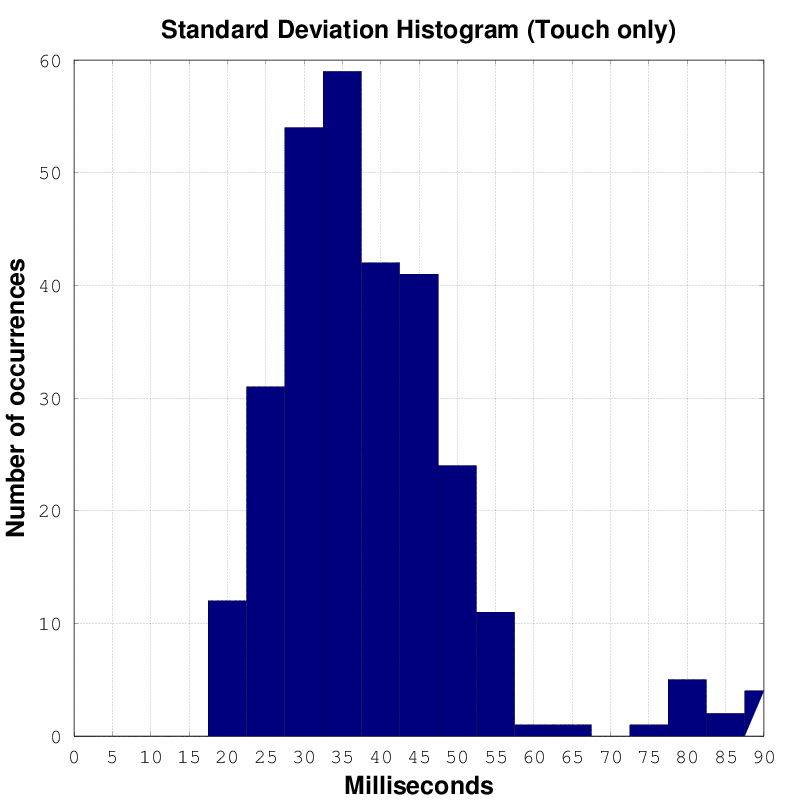 Standard Deviation Histogram (Touch only)
60
50
40
30
20
10
0
Number of occurrences
0 5 10 15 20 25 30 35 40 45 50 55 60 65 70 75 80 85 90
Milliseconds